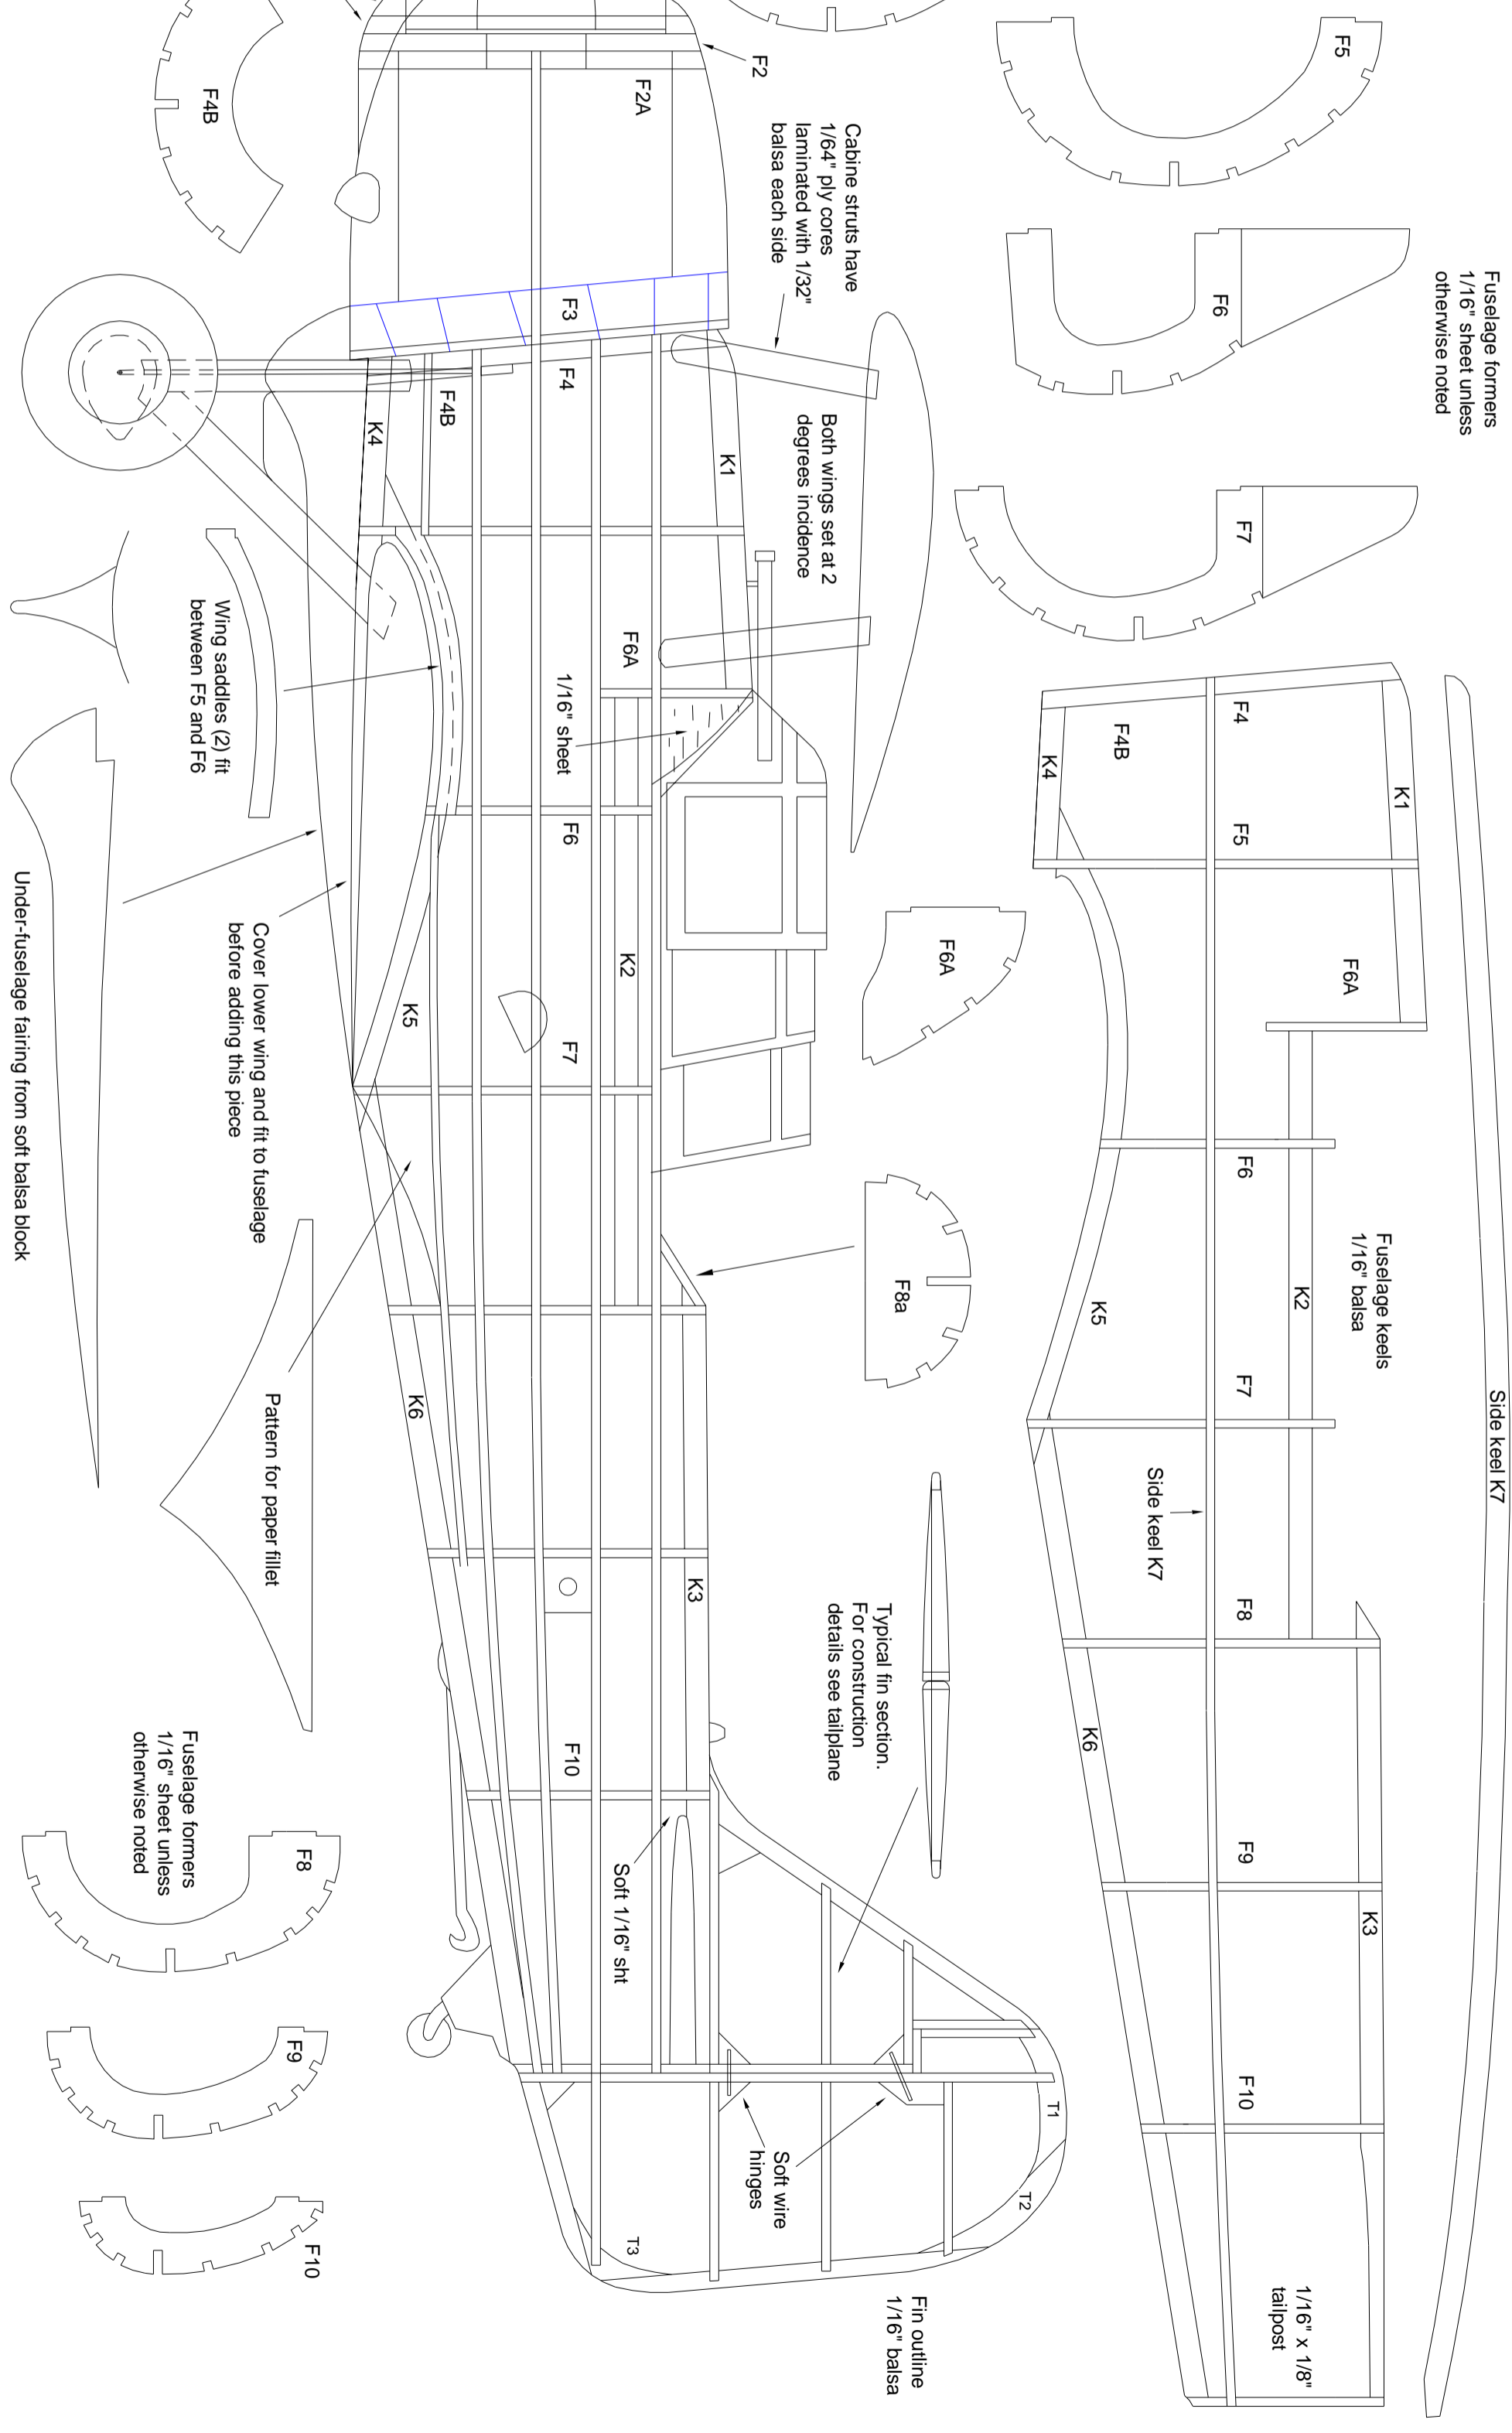 Side keel K7
Fuselage formers
1/16" sheet unless
otherwise noted
F5
F6
F7
K1
F4
F4B
K4
F5
F6A
Fuselage keels
1/16" balsa
K2
F6
K5
F7
Side keel K7
F8
K6
F9
K3
F10
1/16" x 1/8"
tailpost
F6A
F8a
Typical fin section.
For construction
details see tailplane
Fin outline
1/16" balsa
Cabine struts have
1/64" ply cores
laminated with 1/32"
balsa each side
Both wings set at 2
degrees incidence
F2
F2A
F3
F4
F4B
K4
K1
F6A
1/16" sheet
F6
K2
K5
F7
K6
K3
F10
Soft 1/16" sht
Soft wire
hinges
T1
T2
T3
F4B
Wing saddles (2) fit
between F5 and F6
Cover lower wing and fit to fuselage
before adding this piece
Pattern for paper fillet
Under-fuselage fairing from soft balsa block
Fuselage formers
1/16" sheet unless
otherwise noted
F8
F9
F10